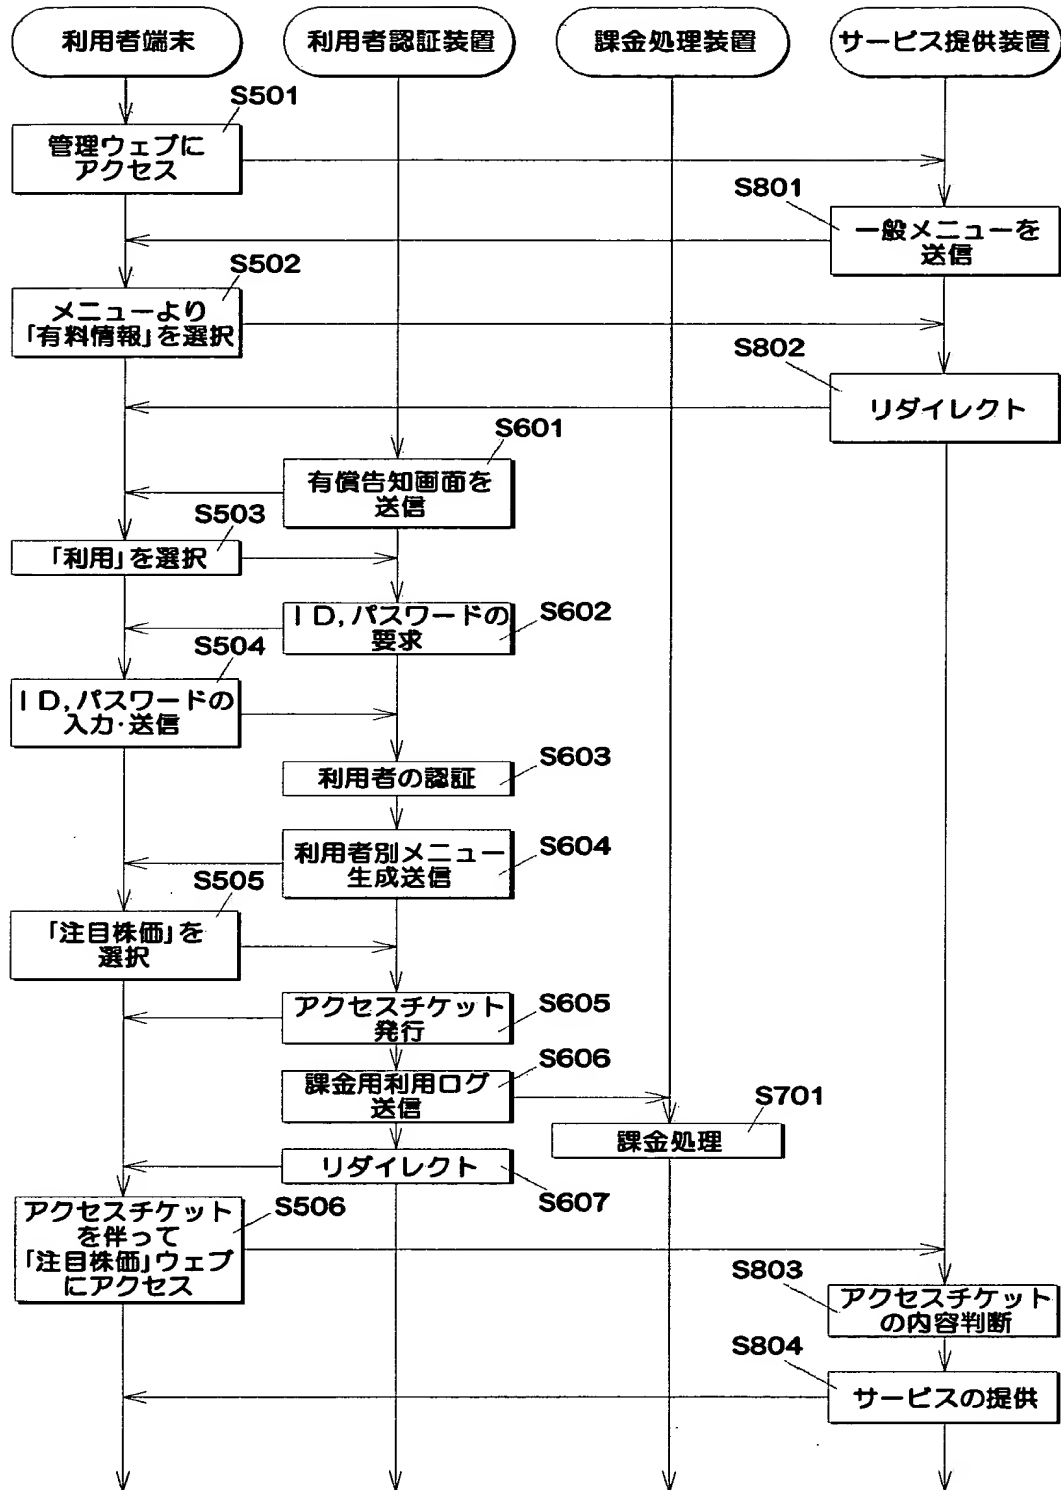 利用者端末
利用者認証装置
課金処理装置
サービス提供装置
S501
管理ウェブに
アクセス
S801
一般メニューを
送信
S502
メニューより
「有料情報」を選択
S802
リダイレクト
S601
有償告知画面を
送信
S503
「利用」を選択
S602
ID,パスワードの
要求
S504
ID,パスワードの
入力・送信
S603
利用者の認証
S604
利用者別メニュー
生成送信
S505
「注目株価」を
選択
S605
アクセスチケット
発行
S606
課金用利用ログ
送信
S701
課金処理
リダイレクト
S607
S506
アクセスチケット
を伴って
「注目株価」ウェブ
にアクセス
S803
アクセスチケット
の内容判断
S804
サービスの提供